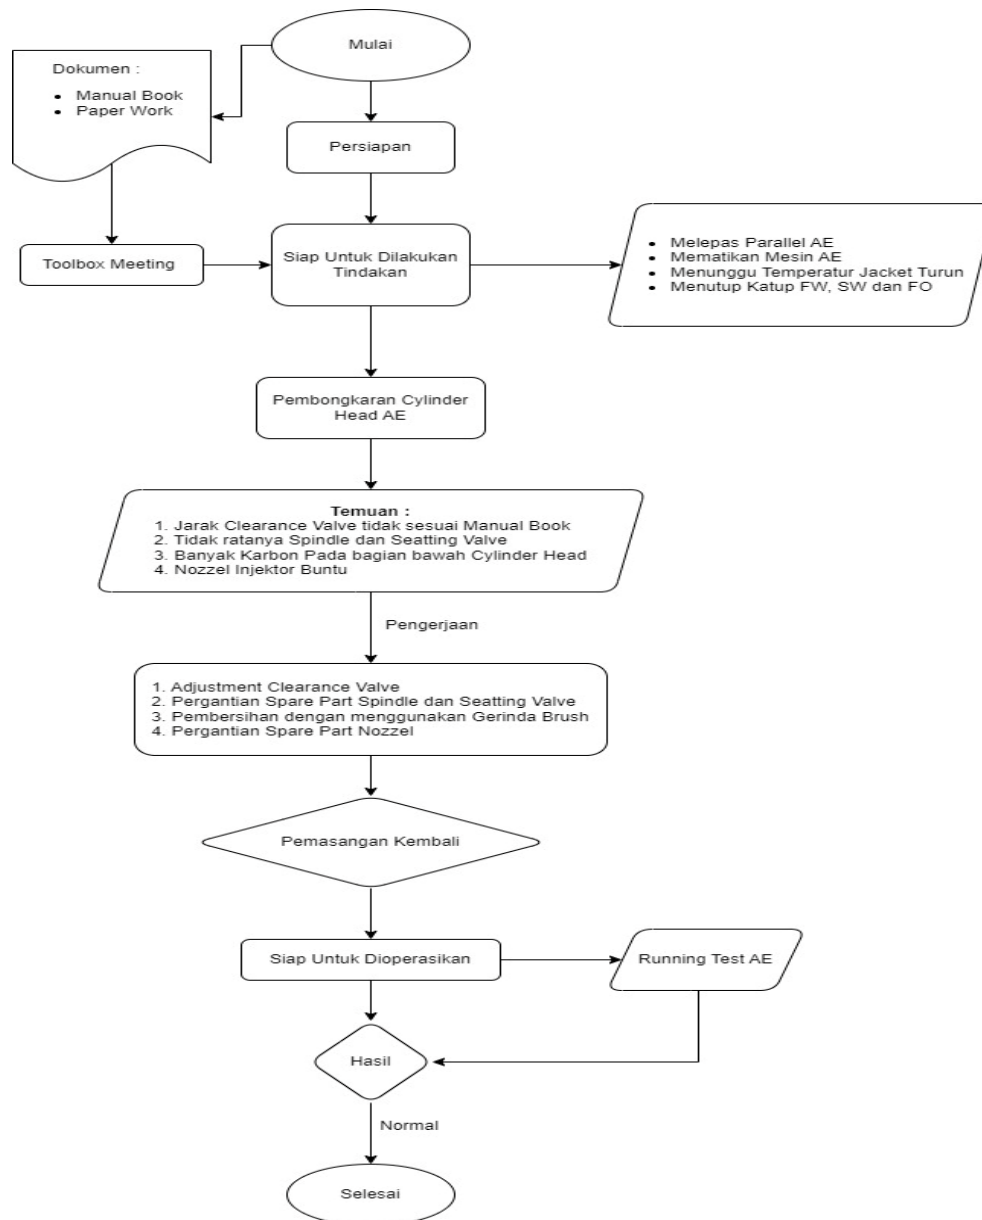 Mulai
Dokumen :
• Manual Book
• Paper Work
Persiapan
Toolbox Meeting
Siap Untuk Dilakukan
Tindakan
• Melepas Parallel AE
• Mematikan Mesin AE
• Menunggu Temperatur Jacket Turun
• Menutup Katup FW, SW dan FO
Pembongkaran Cylinder
Head AE
Temuan :
1. Jarak Clearance Valve tidak sesuai Manual Book
2. Tidak ratanya Spindle dan Seatting Valve
3. Banyak Karbon Pada bagian bawah Cylinder Head
4. Nozzel Injektor Buntu
Pengerjaan
1. Adjustment Clearance Valve
2. Pergantian Spare Part Spindle dan Seatting Valve
3. Pembersihan dengan menggunakan Gerinda Brush
4. Pergantian Spare Part Nozzel
Pemasangan Kembali
Siap Untuk Dioperasikan
Running Test AE
Hasil
Normal
Selesai